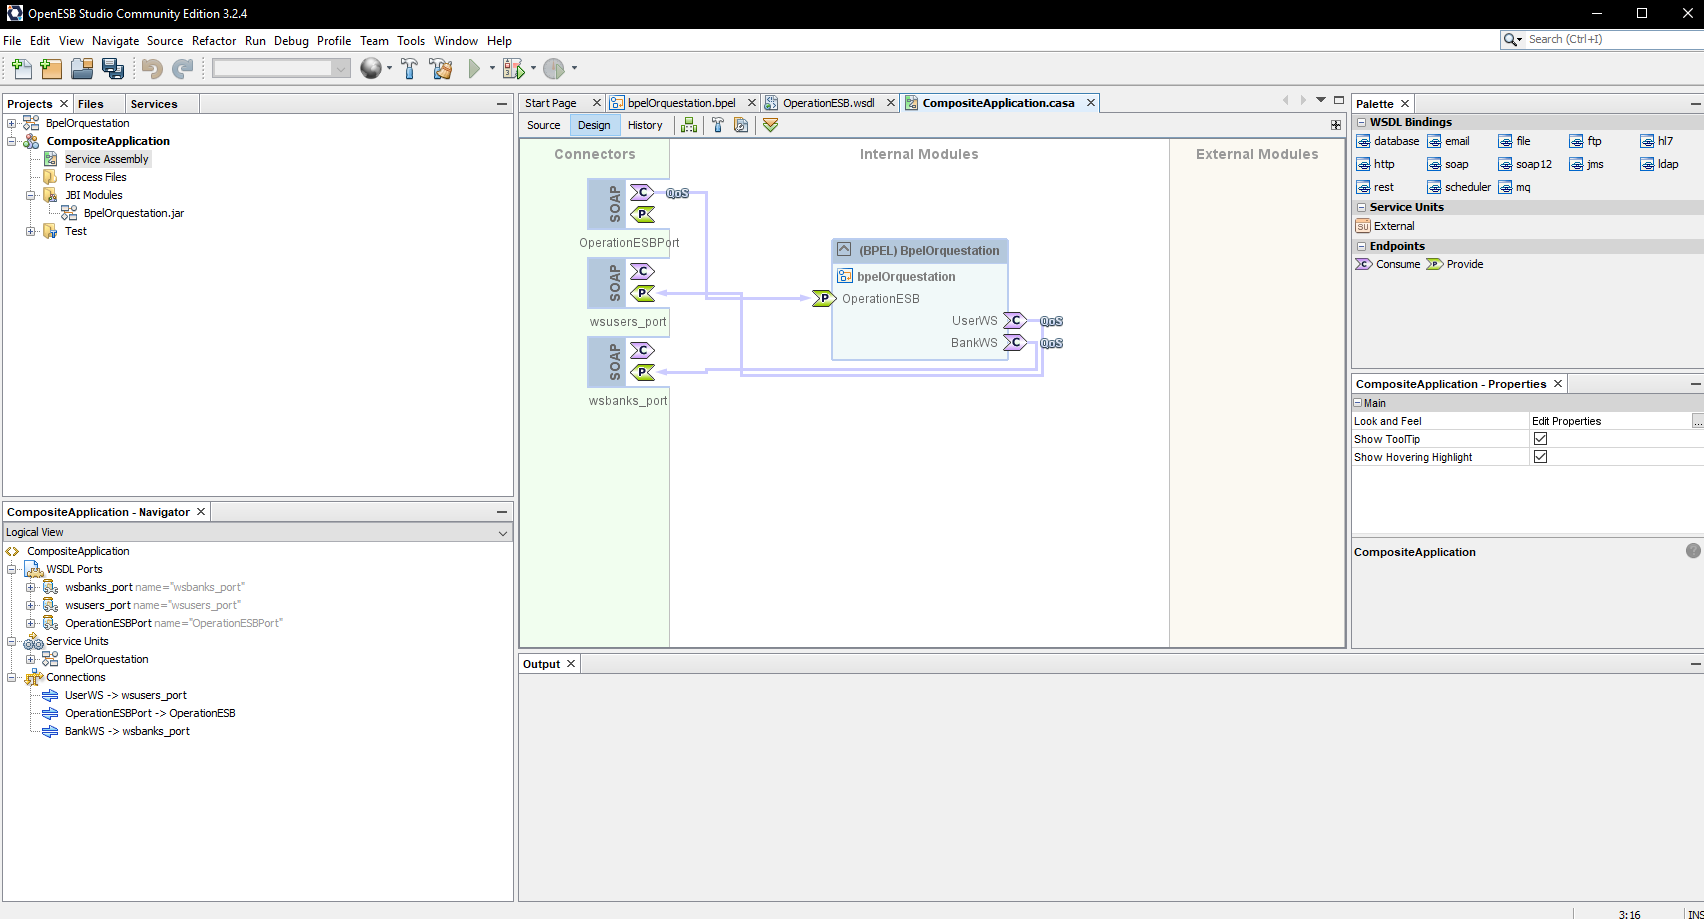 OpenESB Studio Community Edition 3.2.4
File Edit View Navigate Source Refactor Run Debug Profile Team Tools Window Help
Search (Ctrl+I)
Projects Files Services
BpelOrquestation
CompositeApplication
Service Assembly
Process Files
JBI Modules
BpelOrquestation.jar
Test
CompositeApplication - Navigator
Logical View
CompositeApplication
WSDL Ports
wsbanks_port name="wsbanks_port"
wsusers_port name="wsusers_port"
OperationESBPort name="OperationESBPort"
Service Units
BpelOrquestation
Connections
UserWS -> wsusers_port
OperationESBPort -> OperationESB
BankWS -> wsbanks_port
Start Page bpelOrquestation.bpel OperationESB.wsdl CompositeApplication.casa
Source Design History
Connectors Internal Modules External Modules
SOAP
C QoS
P
OperationESBPort
SOAP
C
P
wsusers_port
SOAP
C
P
wsbanks_port
(BPEL) BpelOrquestation
bpelOrquestation
P OperationESB
UserWS C QoS
BankWS C QoS
Output
Palette
WSDL Bindings
database email file ftp hl7
http soap soap12 jms ldap
rest scheduler mq
Service Units
SU External
Endpoints
C Consume P Provide
CompositeApplication - Properties
Main
Look and Feel Edit Properties ...
Show ToolTip
Show Hovering Highlight
CompositeApplication
?
3:16 INS